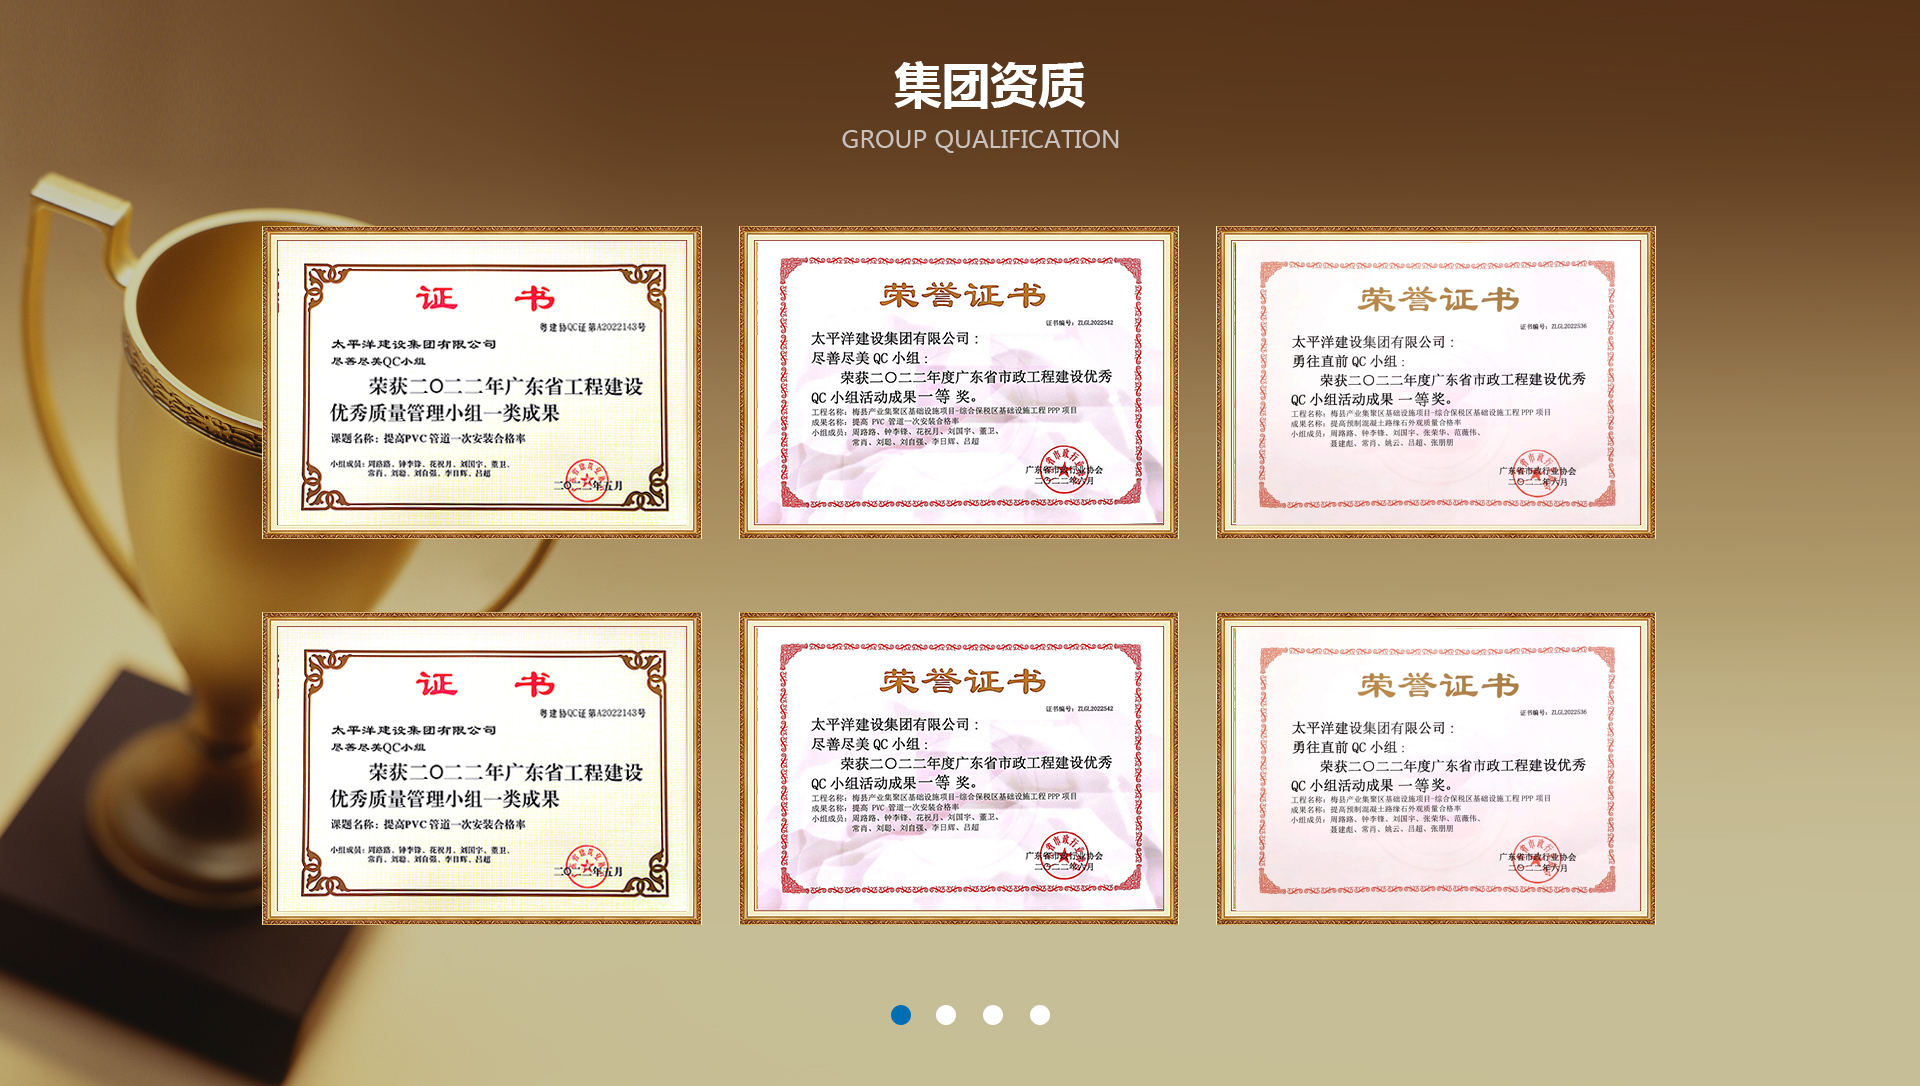 集团资质
GROUP QUALIFICATION
证 书
粤建协QC证第A2022143号
太平洋建设集团有限公司
尽善尽美QC小组
荣获二〇二二年广东省工程建设
优秀质量管理小组一类成果
课题名称：提高PVC管道一次安装合格率
小组成员：周路路、钟李锋、花祝月、刘国宇、董卫、
常肖、刘聪、刘自强、李日辉、吕超
二〇二二年五月
荣誉证书
证书编号：ZLGL2022542
太平洋建设集团有限公司：
尽善尽美 QC 小组：
荣获二〇二二年度广东省市政工程建设优秀
QC 小组活动成果一等 奖。
工程名称：梅县产业集聚区基础设施项目-综合保税区基础设施工程 PPP 项目
成果名称：提高 PVC 管道一次安装合格率
小组成员：周路路、钟李锋、花祝月、刘国宇、董卫、
常肖、刘聪、刘自强、李日辉、吕超
广东省市政行业协会
二〇二二年六月
荣誉证书
证书编号：ZLGL2022536
太平洋建设集团有限公司：
勇往直前 QC 小组：
荣获二〇二二年度广东省市政工程建设优秀
QC 小组活动成果 一等奖。
工程名称：梅县产业集聚区基础设施项目-综合保税区基础设施工程 PPP 项目
成果名称：提高预制混凝土路缘石外观质量合格率
小组成员：周路路、钟李锋、刘国宇、张荣华、范薇伟、
聂建彪、常肖、姚云、吕超、张朋朋
广东省市政行业协会
二〇二二年六月
证 书
粤建协QC证第A2022143号
太平洋建设集团有限公司
尽善尽美QC小组
荣获二〇二二年广东省工程建设
优秀质量管理小组一类成果
课题名称：提高PVC管道一次安装合格率
小组成员：周路路、钟李锋、花祝月、刘国宇、董卫、
常肖、刘聪、刘自强、李日辉、吕超
二〇二二年五月
荣誉证书
证书编号：ZLGL2022542
太平洋建设集团有限公司：
尽善尽美 QC 小组：
荣获二〇二二年度广东省市政工程建设优秀
QC 小组活动成果一等 奖。
工程名称：梅县产业集聚区基础设施项目-综合保税区基础设施工程 PPP 项目
成果名称：提高 PVC 管道一次安装合格率
小组成员：周路路、钟李锋、花祝月、刘国宇、董卫、
常肖、刘聪、刘自强、李日辉、吕超
广东省市政行业协会
二〇二二年六月
荣誉证书
证书编号：ZLGL2022536
太平洋建设集团有限公司：
勇往直前 QC 小组：
荣获二〇二二年度广东省市政工程建设优秀
QC 小组活动成果 一等奖。
工程名称：梅县产业集聚区基础设施项目-综合保税区基础设施工程 PPP 项目
成果名称：提高预制混凝土路缘石外观质量合格率
小组成员：周路路、钟李锋、刘国宇、张荣华、范薇伟、
聂建彪、常肖、姚云、吕超、张朋朋
广东省市政行业协会
二〇二二年六月